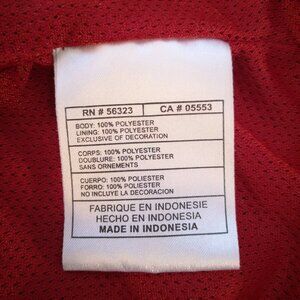 RN # 56323 CA # 05553
BODY: 100% POLYESTER
LINING: 100% POLYESTER
EXCLUSIVE OF DECORATION
CORPS: 100% POLYESTER
DOUBLURE: 100% POLYESTER
SANS ORNEMENTS
CUERPO: 100% POLYESTER
FORRO: 100% POLYESTER
NO INCLUYE LA DECORACION
FABRIQUE EN INDONESIE
HECHO EN INDONESIA
MADE IN INDONESIA